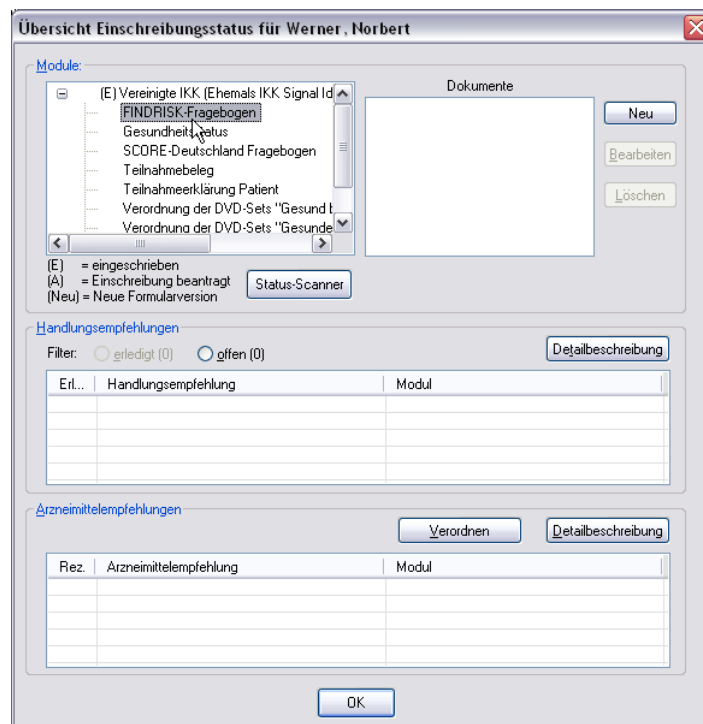 Übersicht Einschreibungsstatus für Werner, Norbert
Module:
(E) Vereinigte IKK (Ehemals IKK Signal Id
FINDRISK-Fragebogen
Gesundheitsstatus
SCORE-Deutschland Fragebogen
Teilnahmebeleg
Teilnahmeerklärung Patient
Verordnung der DVD-Sets "Gesund b
Verordnung der DVD-Sets "Gesunde
Dokumente
Neu
Bearbeiten
Löschen
(E) = eingeschrieben
(A) = Einschreibung beantragt
(Neu) = Neue Formularversion
Status-Scanner
Handlungsempfehlungen
Filter: erledigt (0) offen (0)
Detailbeschreibung
Erl... Handlungsempfehlung Modul
Arzneimittelempfehlungen
Verordnen Detailbeschreibung
Rez. Arzneimittelempfehlung Modul
OK